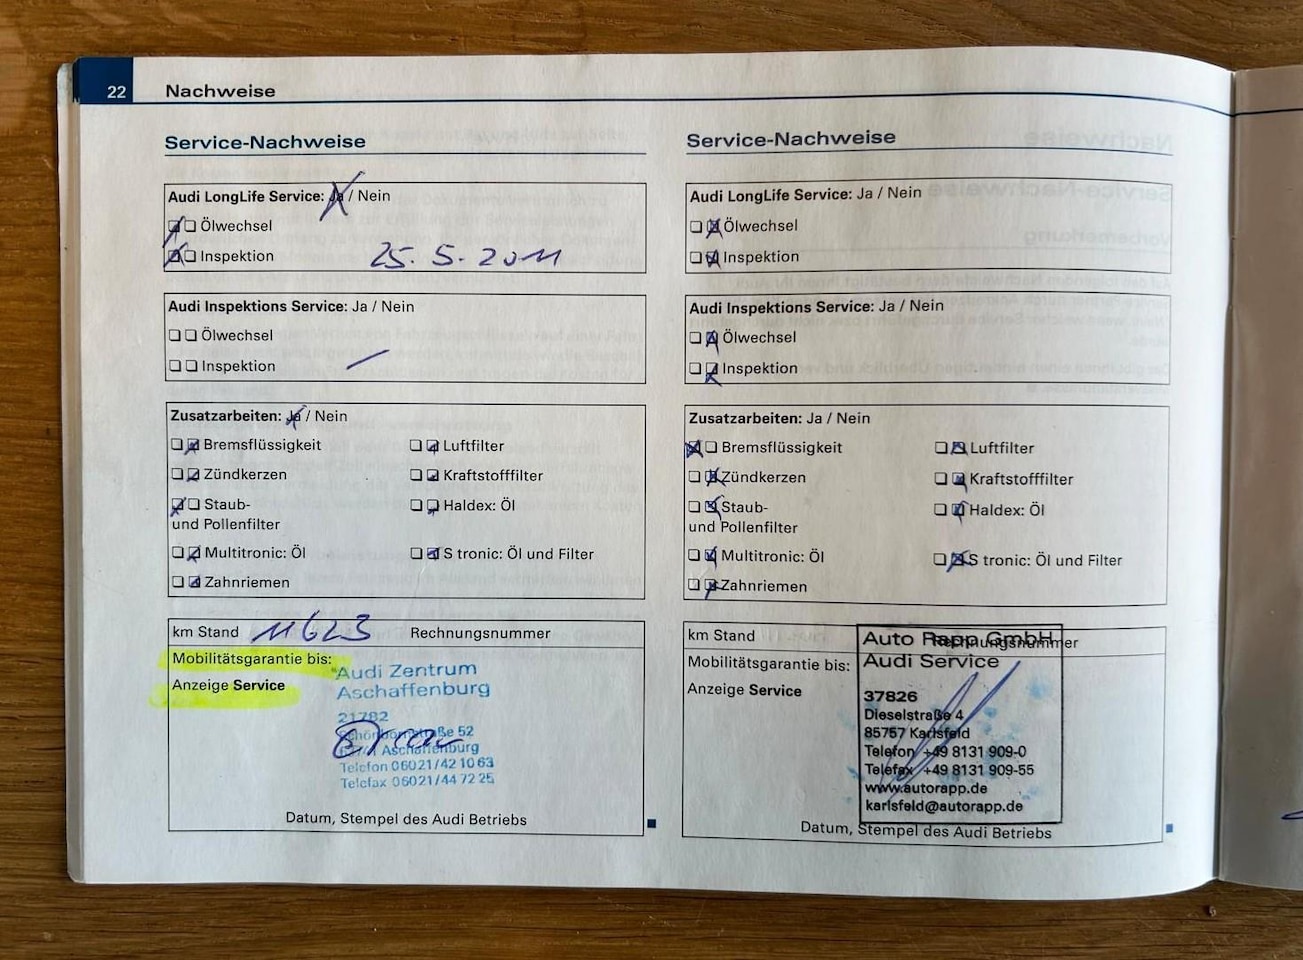 22 Nachweise
Service-Nachweise
Audi LongLife Service: Ja / Nein
Ölwechsel
Inspektion 25.5.2011
Audi Inspektions Service: Ja / Nein
Ölwechsel
Inspektion
Zusatzarbeiten: Ja / Nein
Bremsflüssigkeit Luftfilter
Zündkerzen Kraftstofffilter
Staub- Haldex: Öl
und Pollenfilter
Multitronic: Öl S tronic: Öl und Filter
Zahnriemen
km Stand 11623 Rechnungsnummer
Mobilitätsgarantie bis:
Anzeige Service
Audi Zentrum
Aschaffenburg
21782
Schönbornstraße 52
Aschaffenburg
Telefon 06021/42 10 63
Telefax 06021/44 72 25
Datum, Stempel des Audi Betriebs
Service-Nachweise
Audi LongLife Service: Ja / Nein
Ölwechsel
Inspektion
Audi Inspektions Service: Ja / Nein
Ölwechsel
Inspektion
Zusatzarbeiten: Ja / Nein
Bremsflüssigkeit Luftfilter
Zündkerzen Kraftstofffilter
Staub- Haldex: Öl
und Pollenfilter
Multitronic: Öl S tronic: Öl und Filter
Zahnriemen
km Stand Rechnungsnummer
Mobilitätsgarantie bis:
Anzeige Service
Auto Rapp GmbH
Audi Service
37826
Dieselstraße 4
85757 Karlsfeld
Telefon +49 8131 909-0
Telefax +49 8131 909-55
www.autorapp.de
karlsfeld@autorapp.de
Datum, Stempel des Audi Betriebs